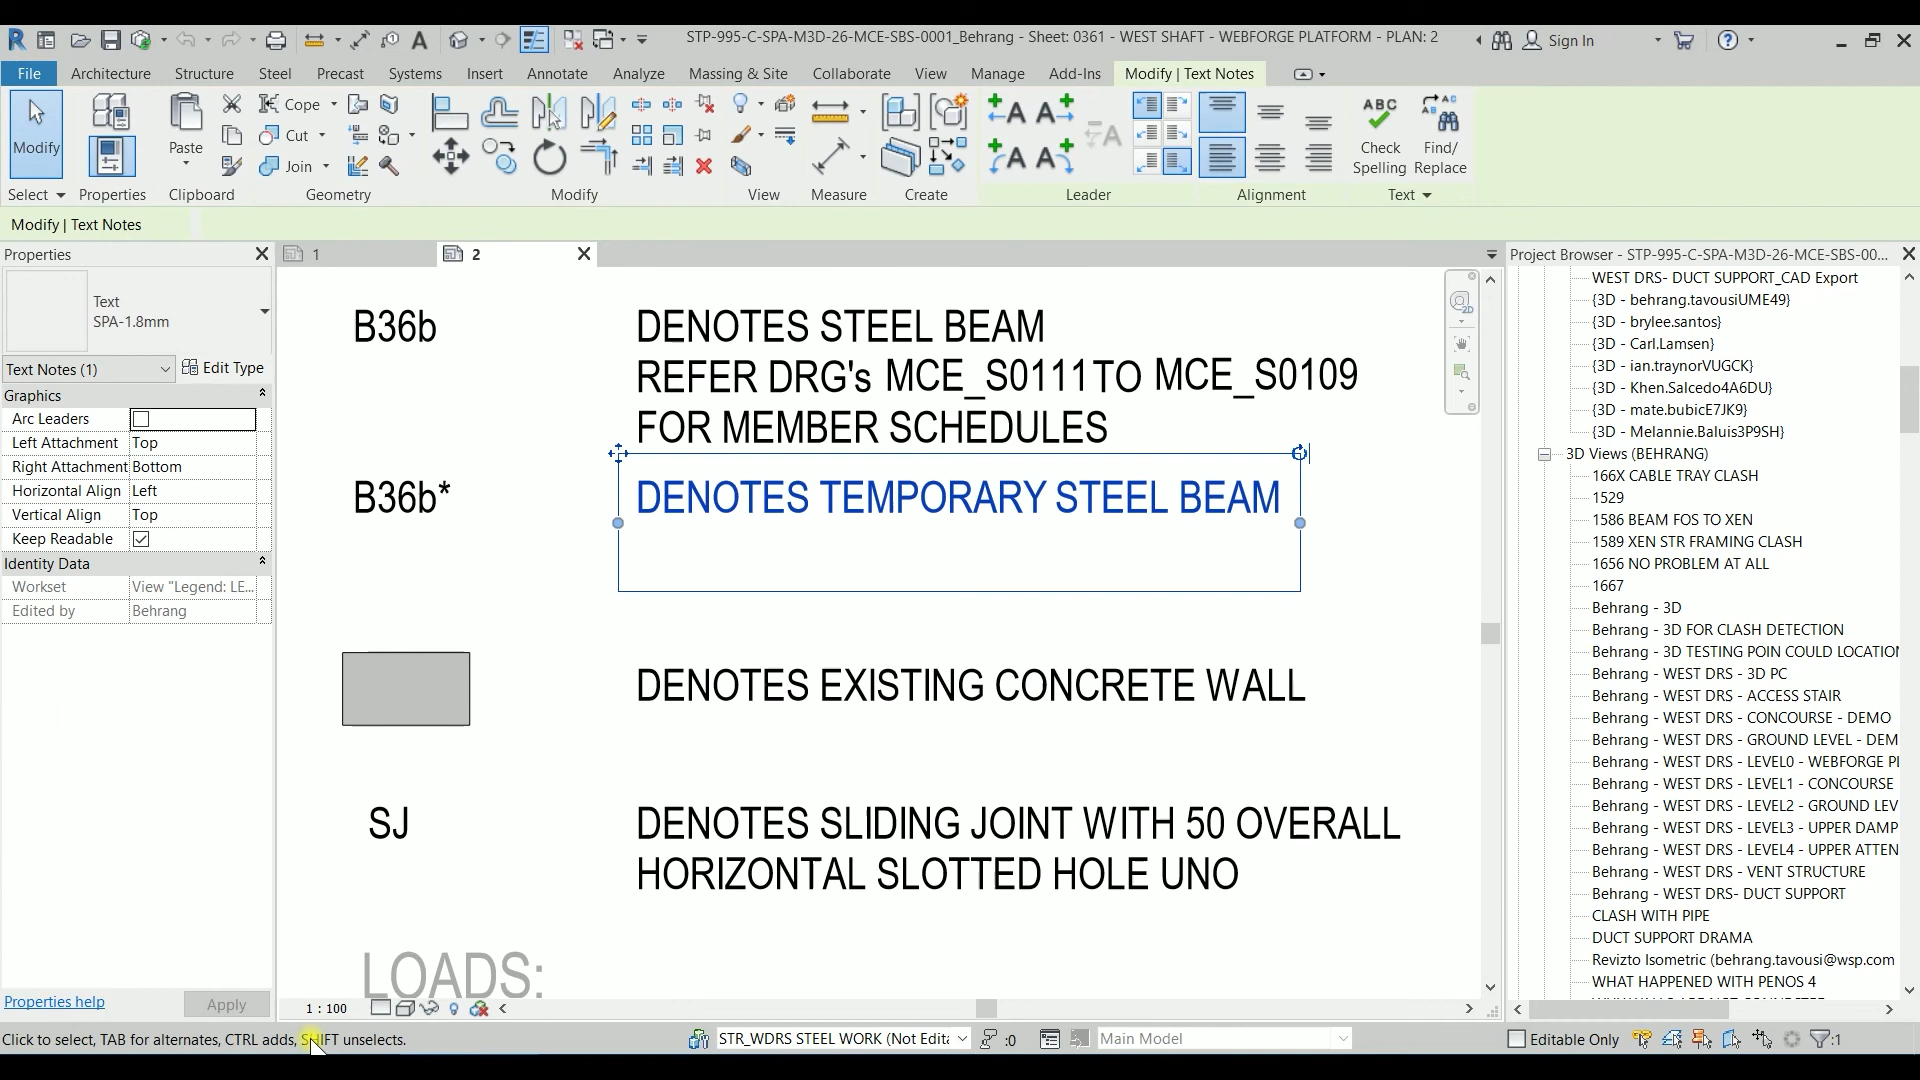 STP-995-C-SPA-M3D-26-MCE-SBS-0001_Behrang - Sheet: 0361 - WEST SHAFT - WEBFORGE PLATFORM - PLAN: 2
Sign In
File Architecture Structure Steel Precast Systems Insert Annotate Analyze Massing & Site Collaborate View Manage Add-Ins Modify | Text Notes
Modify
Paste
Cope
Cut
Join
ABC
Check Spelling
Find/ Replace
Select Properties Clipboard Geometry Modify View Measure Create Leader Alignment Text
Modify | Text Notes
Properties
Text
SPA-1.8mm
Text Notes (1)
Edit Type
Graphics
Arc Leaders
Left Attachment Top
Right Attachment Bottom
Horizontal Align Left
Vertical Align Top
Keep Readable
Identity Data
Workset View "Legend: LE...
Edited by Behrang
Properties help
Apply
1
2
B36b DENOTES STEEL BEAM
REFER DRG's MCE_S0111 TO MCE_S0109
FOR MEMBER SCHEDULES
B36b* DENOTES TEMPORARY STEEL BEAM
DENOTES EXISTING CONCRETE WALL
SJ DENOTES SLIDING JOINT WITH 50 OVERALL
HORIZONTAL SLOTTED HOLE UNO
LOADS:
1 : 100
2D
Project Browser - STP-995-C-SPA-M3D-26-MCE-SBS-00...
WEST DRS- DUCT SUPPORT_CAD Export
{3D - behrang.tavousiUME49}
{3D - brylee.santos}
{3D - Carl.Lamsen}
{3D - ian.traynorVUGCK}
{3D - Khen.Salcedo4A6DU}
{3D - mate.bubicE7JK9}
{3D - Melannie.Baluis3P9SH}
3D Views (BEHRANG)
166X CABLE TRAY CLASH
1529
1586 BEAM FOS TO XEN
1589 XEN STR FRAMING CLASH
1656 NO PROBLEM AT ALL
1667
Behrang - 3D
Behrang - 3D FOR CLASH DETECTION
Behrang - 3D TESTING POIN COULD LOCATION
Behrang - WEST DRS - 3D PC
Behrang - WEST DRS - ACCESS STAIR
Behrang - WEST DRS - CONCOURSE - DEMO
Behrang - WEST DRS - GROUND LEVEL - DEM
Behrang - WEST DRS - LEVEL0 - WEBFORGE PL
Behrang - WEST DRS - LEVEL1 - CONCOURSE
Behrang - WEST DRS - LEVEL2 - GROUND LEV
Behrang - WEST DRS - LEVEL3 - UPPER DAMP
Behrang - WEST DRS - LEVEL4 - UPPER ATTEN
Behrang - WEST DRS - VENT STRUCTURE
Behrang - WEST DRS- DUCT SUPPORT
CLASH WITH PIPE
DUCT SUPPORT DRAMA
Revizto Isometric (behrang.tavousi@wsp.com
WHAT HAPPENED WITH PENOS 4
Click to select, TAB for alternates, CTRL adds, SHIFT unselects.
STR_WDRS STEEL WORK (Not Edita
:0
Main Model
Editable Only
:1